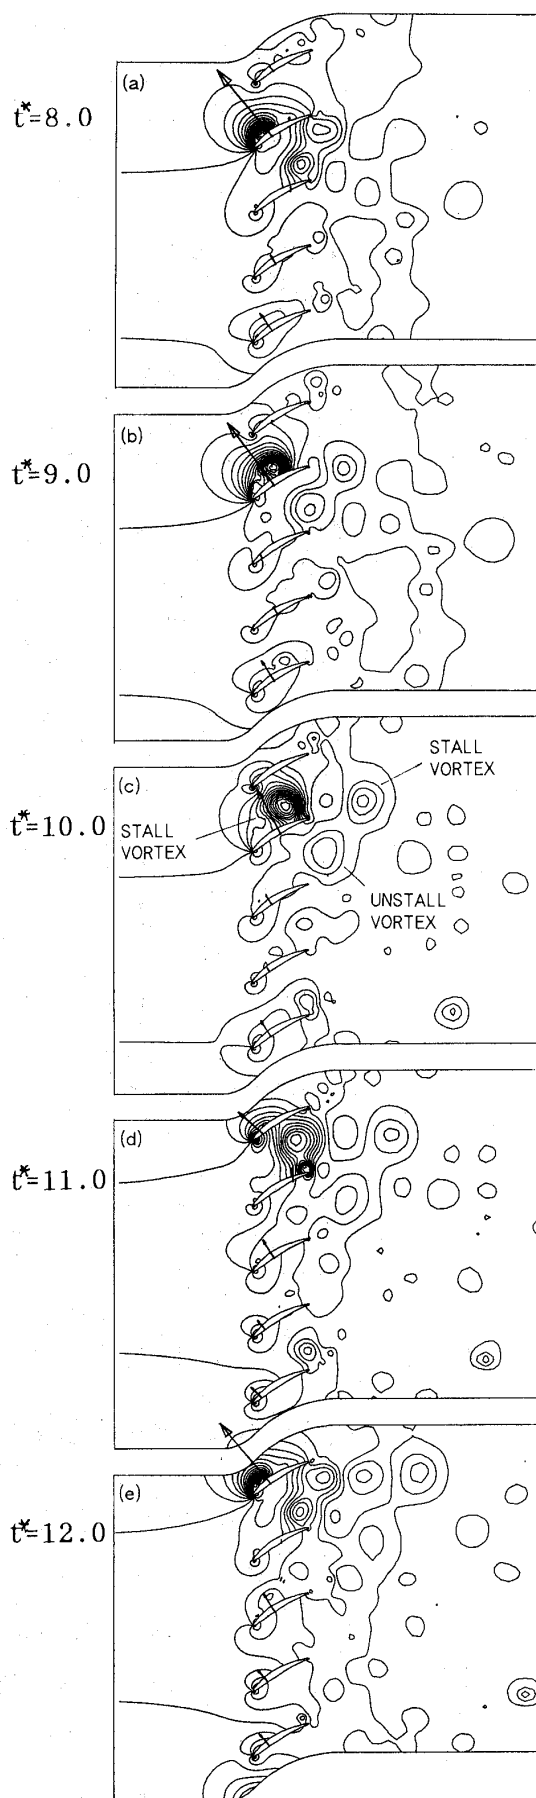 (a)
t*=8.0
(b)
t*=9.0
(c)
t*=10.0
STALL
VORTEX
STALL
VORTEX
UNSTALL
VORTEX
(d)
t*=11.0
(e)
t*=12.0